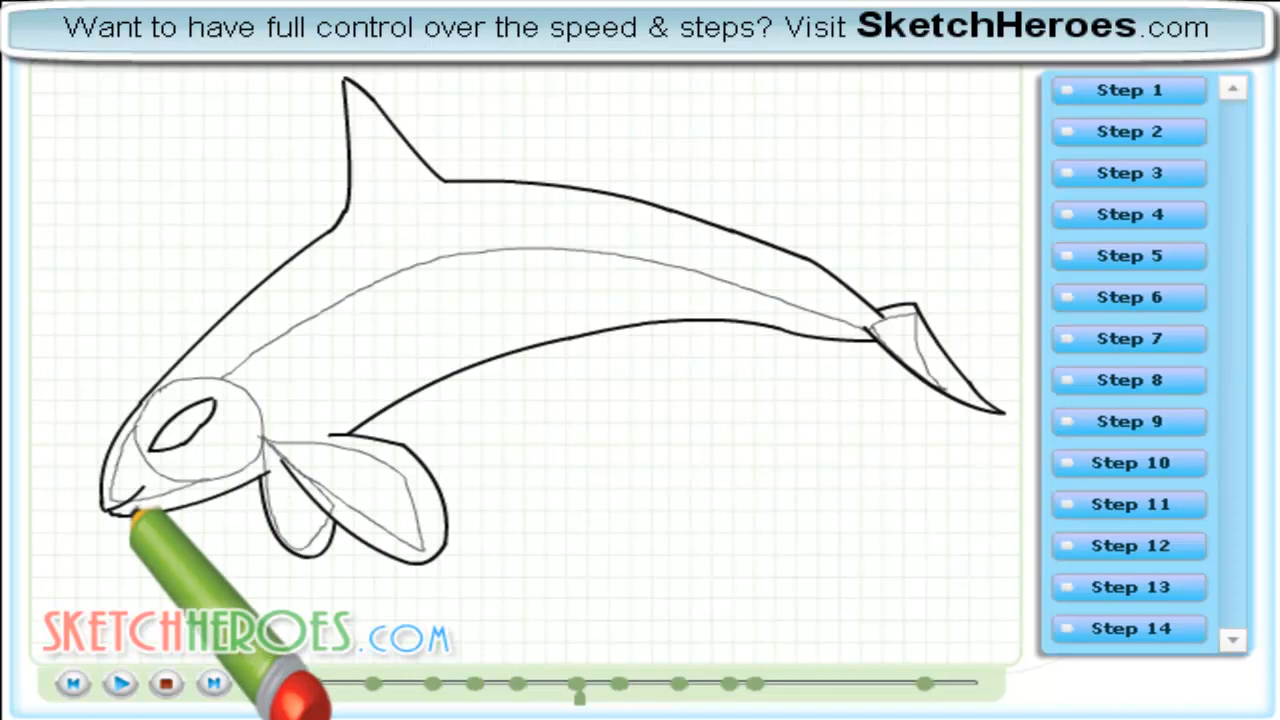 Want to have full control over the speed & steps? Visit SketchHeroes.com
Step 1
Step 2
Step 3
Step 4
Step 5
Step 6
Step 7
Step 8
Step 9
Step 10
Step 11
Step 12
Step 13
Step 14
SKETCHHEROES.COM